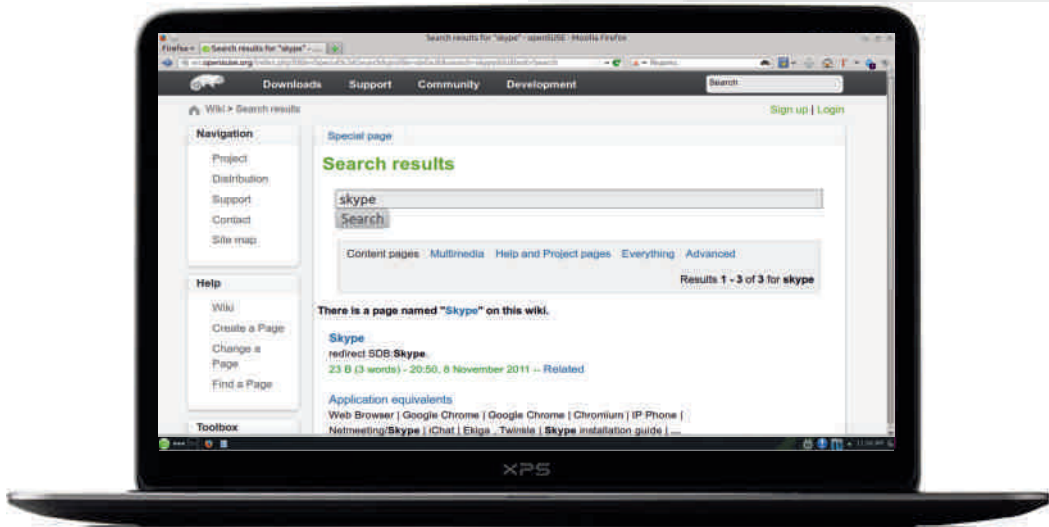 Search results for "skype" - openSUSE - Mozilla Firefox
Firefox
Search results for "skype" - ...
Downloads Support Community Development Search
Wiki > Search results
Sign up | Login
Navigation
Project
Distribution
Support
Contact
Site map
Help
Wiki
Create a Page
Change a
Page
Find a Page
Toolbox
Special page
Search results
skype
Search
Content pages Multimedia Help and Project pages Everything Advanced
Results 1 - 3 of 3 for skype
There is a page named "Skype" on this wiki.
Skype
redirect SDB:Skype.
23 B (3 words) - 20:50, 8 November 2011 -- Related
Application equivalents
Web Browser | Google Chrome | Google Chrome | Chromium | IP Phone |
Netmeeting/Skype | iChat | Ekiga , Twinkle | Skype installation guide | ...
XPS